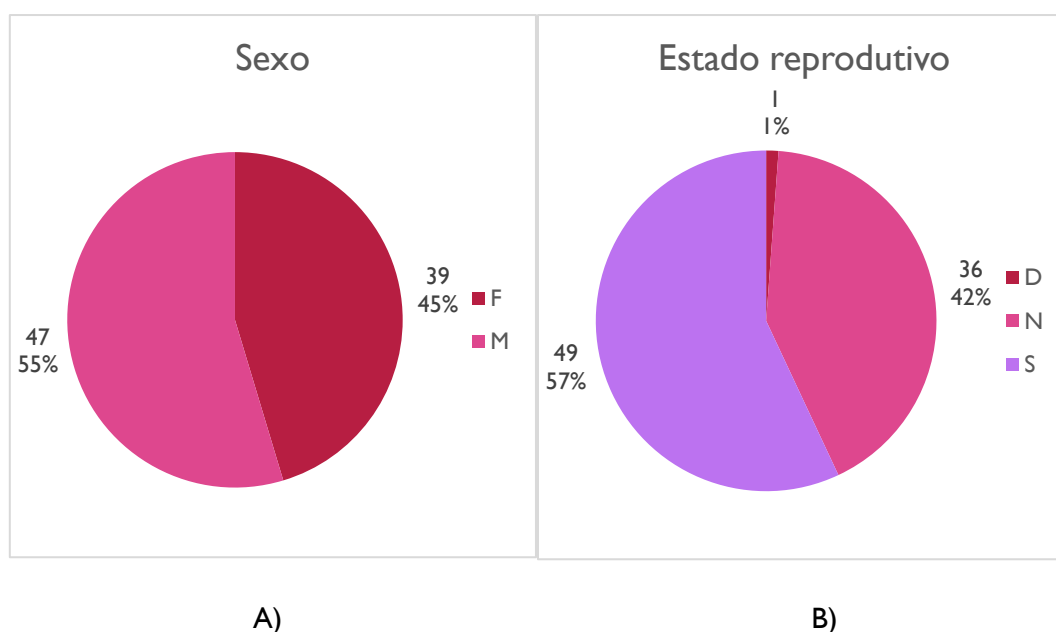 Sexo
39
45%
47
55%
F
M
Estado reprodutivo
1
1%
36
42%
49
57%
D
N
S
A)
B)